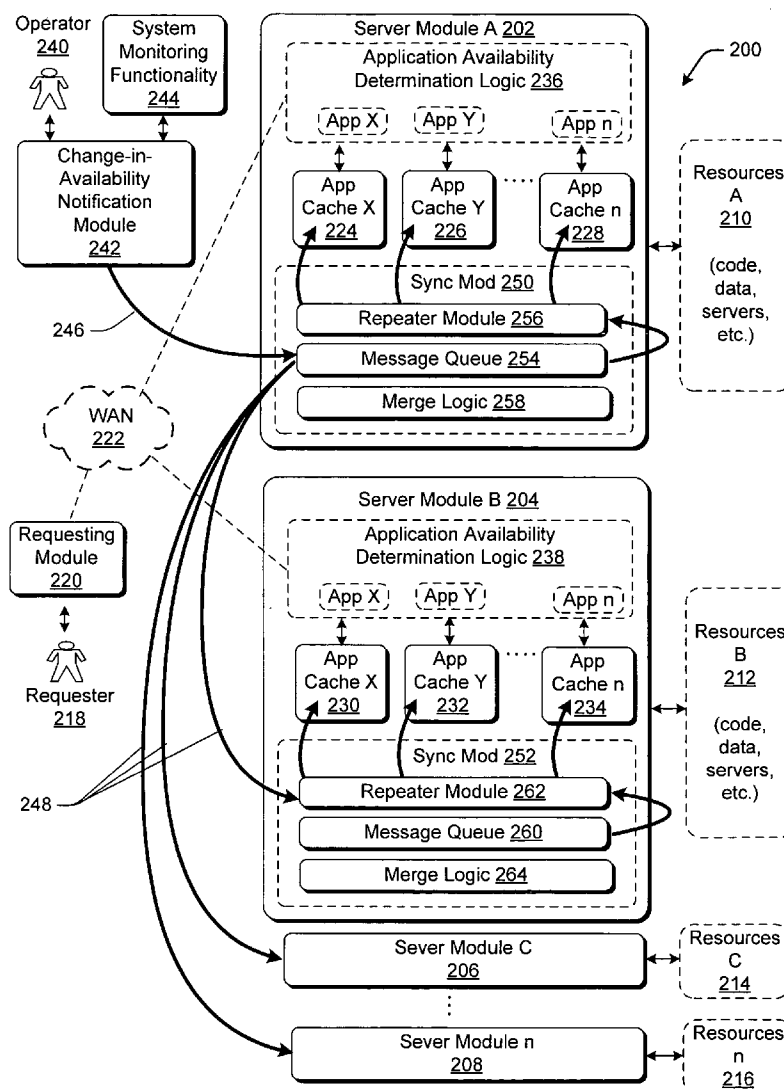 Operator
240
System
Monitoring
Functionality
244
Change-in-
Availability
Notification
Module
242
246
WAN
222
Requesting
Module
220
Requester
218
248
200
Server Module A 202
Application Availability
Determination Logic 236
App X
App Y
App n
App
Cache X
224
App
Cache Y
226
App
Cache n
228
Sync Mod 250
Repeater Module 256
Message Queue 254
Merge Logic 258
Resources
A
210
(code,
data,
servers,
etc.)
Server Module B 204
Application Availability
Determination Logic 238
App X
App Y
App n
App
Cache X
230
App
Cache Y
232
App
Cache n
234
Sync Mod 252
Repeater Module 262
Message Queue 260
Merge Logic 264
Resources
B
212
(code,
data,
servers,
etc.)
Sever Module C
206
Resources
C
214
Sever Module n
208
Resources
n
216